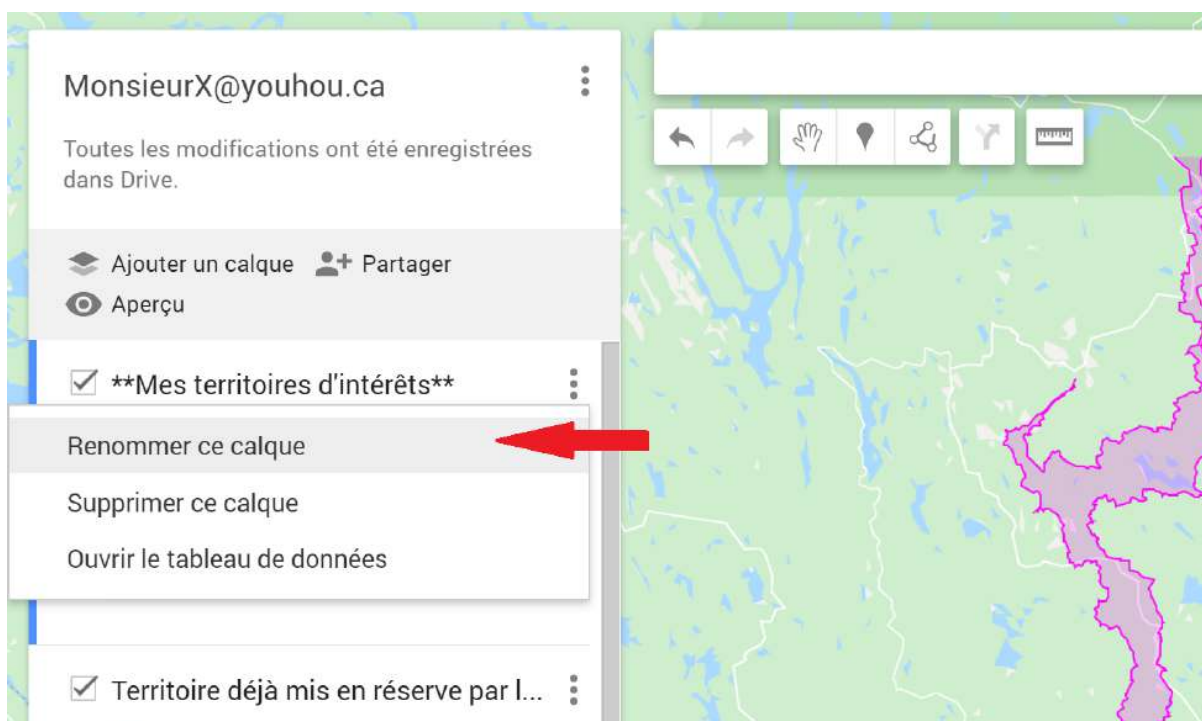 MonsieurX@youhou.ca
Toutes les modifications ont été enregistrées
dans Drive.
Ajouter un calque Partager
Aperçu
**Mes territoires d'intérêts**
Renommer ce calque
Supprimer ce calque
Ouvrir le tableau de données
Territoire déjà mis en réserve par l...